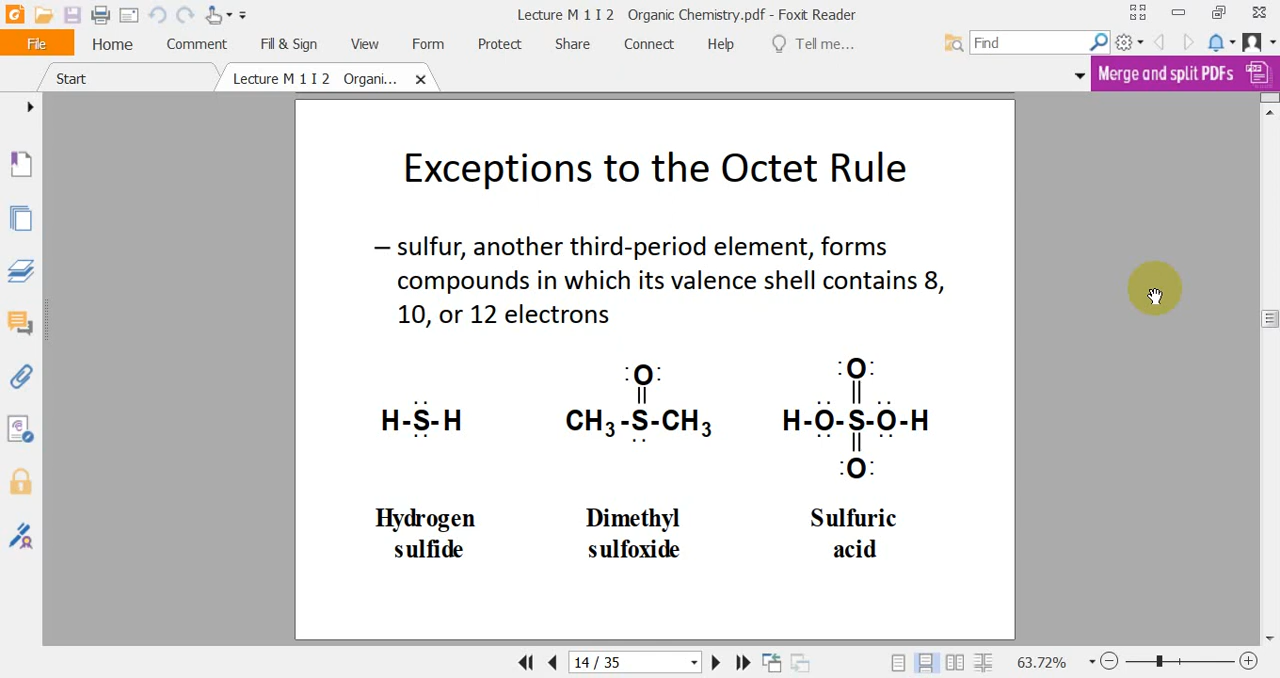 Lecture M 1 I 2   Organic Chemistry.pdf - Foxit Reader
File Home Comment Fill & Sign View Form Protect Share Connect Help Tell me... Find
Start Lecture M 1 I 2   Organi... Merge and split PDFs
Exceptions to the Octet Rule
– sulfur, another third-period element, forms
compounds in which its valence shell contains 8,
10, or 12 electrons
O O
H-S-H CH3-S-CH3 H-O-S-O-H
O
Hydrogen Dimethyl Sulfuric
sulfide sulfoxide acid
14 / 35 63.72%